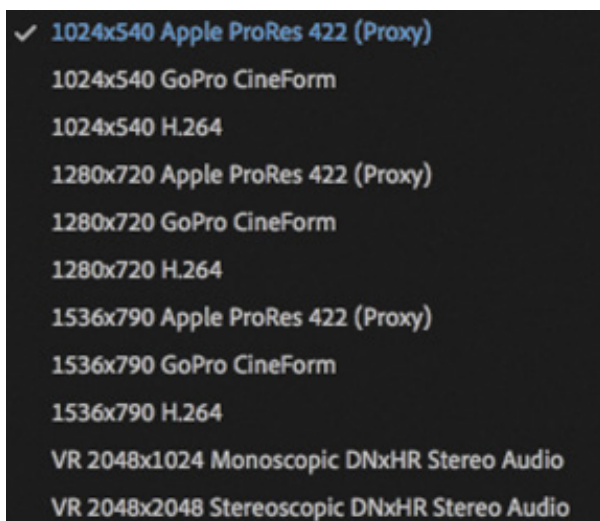 1024x540 Apple ProRes 422 (Proxy)
1024x540 GoPro CineForm
1024x540 H.264
1280x720 Apple ProRes 422 (Proxy)
1280x720 GoPro CineForm
1280x720 H.264
1536x790 Apple ProRes 422 (Proxy)
1536x790 GoPro CineForm
1536x790 H.264
VR 2048x1024 Monoscopic DNxHR Stereo Audio
VR 2048x2048 Stereoscopic DNxHR Stereo Audio